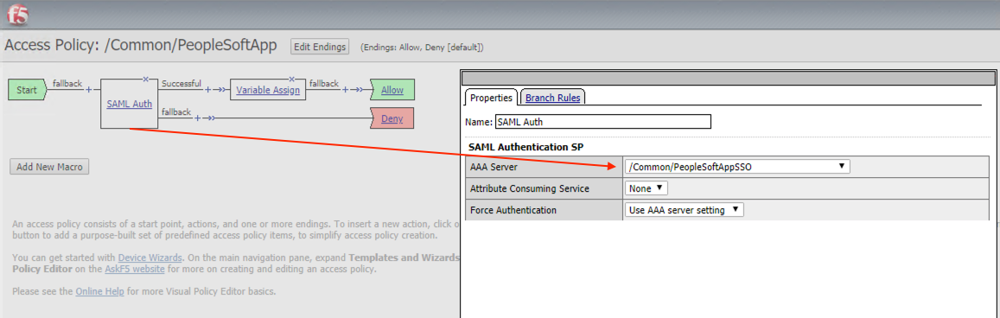 f5
Access Policy: /Common/PeopleSoftApp Edit Endings (Endings: Allow, Deny [default])
Start fallback + SAML Auth Successful + Variable Assign fallback + Allow
fallback + Deny
Add New Macro
An access policy consists of a start point, actions, and one or more endings. To insert a new action, click o
button to add a purpose-built set of predefined access policy items, to simplify access policy creation.
You can get started with Device Wizards. On the main navigation pane, expand Templates and Wizards
Policy Editor on the AskF5 website for more on creating and editing an access policy.
Please see the Online Help for more Visual Policy Editor basics.
Properties Branch Rules
Name: SAML Auth
SAML Authentication SP
AAA Server /Common/PeopleSoftAppSSO
Attribute Consuming Service None
Force Authentication Use AAA server setting